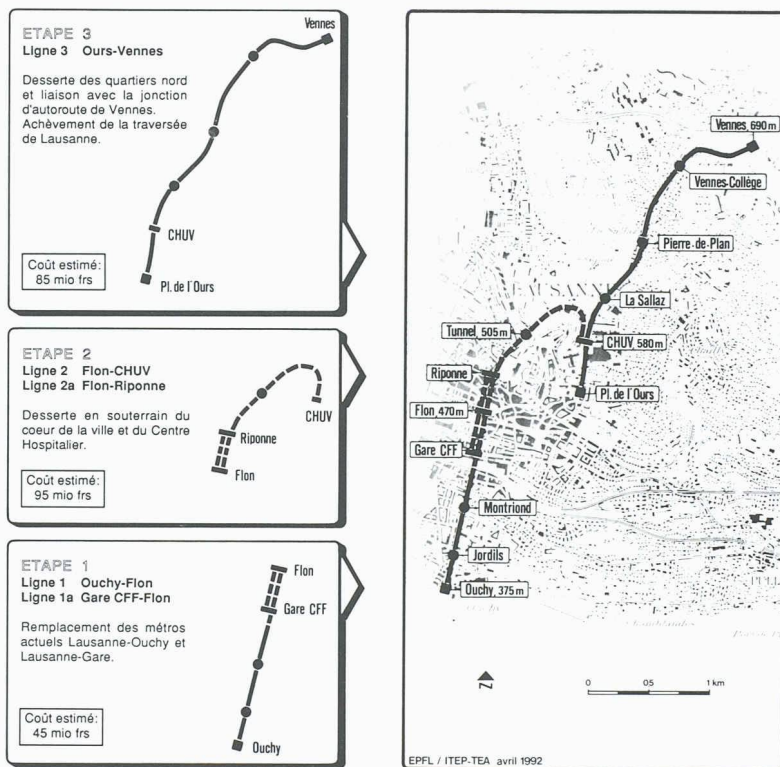 ETAPE 3
Ligne 3 Ours-Vennes
Desserte des quartiers nord
et liaison avec la jonction
d'autoroute de Vennes.
Achèvement de la traversée
de Lausanne.
Coût estimé:
85 mio frs
Vennes
CHUV
Pl. de l'Ours
ETAPE 2
Ligne 2 Flon-CHUV
Ligne 2a Flon-Riponne
Desserte en souterrain du
coeur de la ville et du Centre
Hospitalier.
Coût estimé:
95 mio frs
CHUV
Riponne
Flon
ETAPE 1
Ligne 1 Ouchy-Flon
Ligne 1a Gare CFF-Flon
Remplacement des métros
actuels Lausanne-Ouchy et
Lausanne-Gare.
Coût estimé:
45 mio frs
Flon
Gare CFF
Ouchy
Vennes, 690 m
Vennes-Collège
Pierre-de-Plan
La Sallaz
Tunnel, 505 m
CHUV, 580 m
Riponne
Pl. de l'Ours
Flon, 470 m
Gare CFF
Montriond
Jordils
Ouchy, 375 m
N
0 05 1 km
EPFL / ITEP-TEA avril 1992